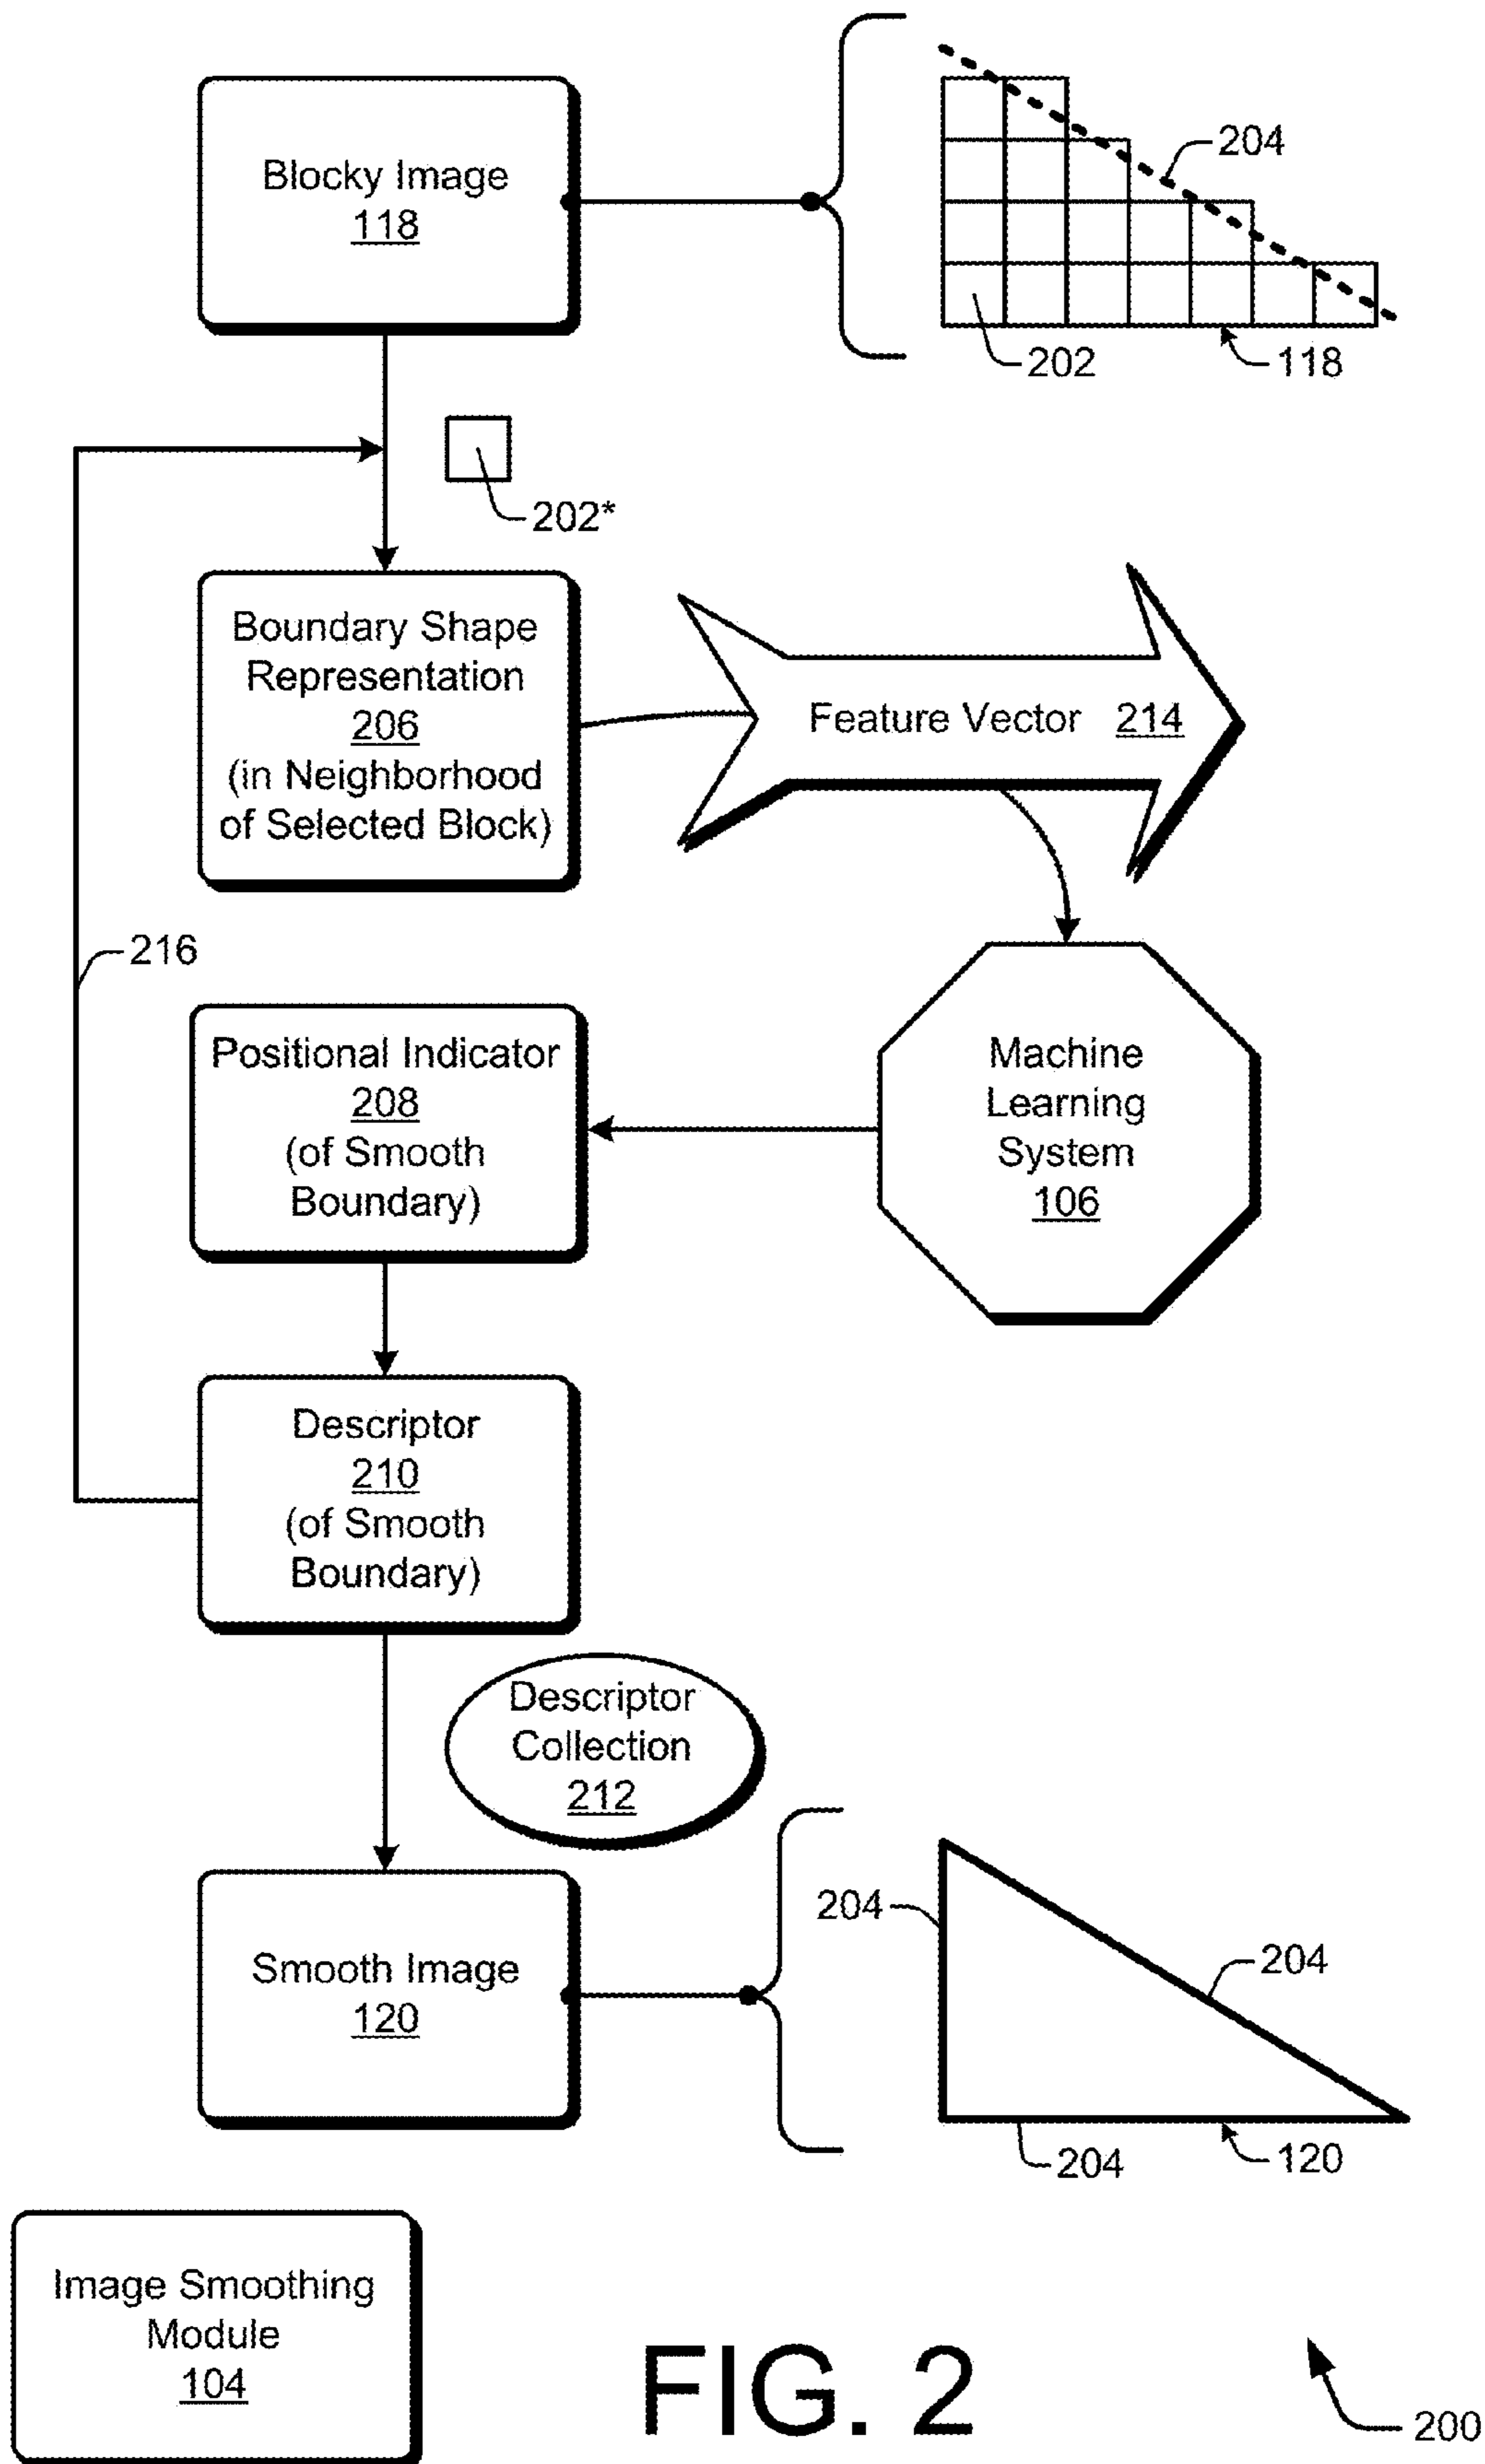 Blocky Image
118
204
202
118
202*
Boundary Shape
Representation
206
(in Neighborhood
of Selected Block)
Feature Vector 214
216
Positional Indicator
208
(of Smooth
Boundary)
Machine
Learning
System
106
Descriptor
210
(of Smooth
Boundary)
Descriptor
Collection
212
Smooth Image
120
204
204
204
120
Image Smoothing
Module
104
FIG. 2
200